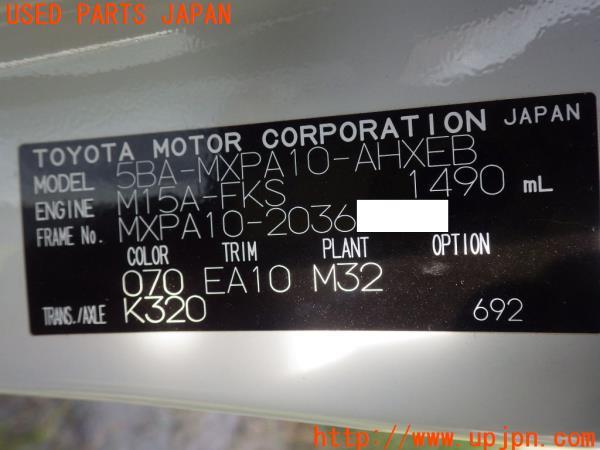 USED PARTS JAPAN
TOYOTA MOTOR CORPORATION JAPAN
MODEL 5BA-MXPA10-AHXEB
ENGINE M15A-FKS 1490 mL
FRAME No. MXPA10-2036
COLOR TRIM PLANT OPTION
070 EA10 M32
TRANS./AXLE K320 692
UPJ
http://www.upjpn.com/